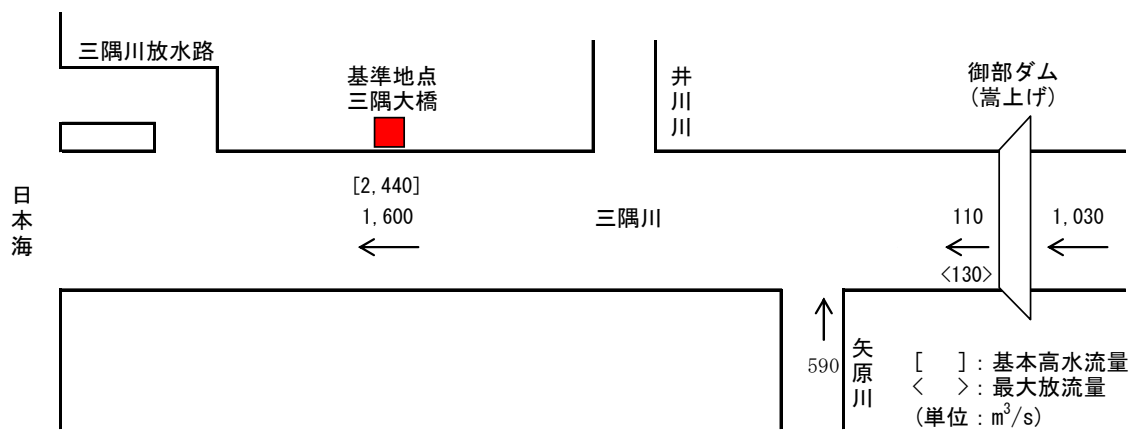 三隅川放水路
基準地点
三隅大橋
井川川
御部ダム
(嵩上げ)
日本海
[2,440]
1,600
三隅川
110
1,030
<130>
590
矢原川
[ ]：基本高水流量
< >：最大放流量
(単位：m³/s)